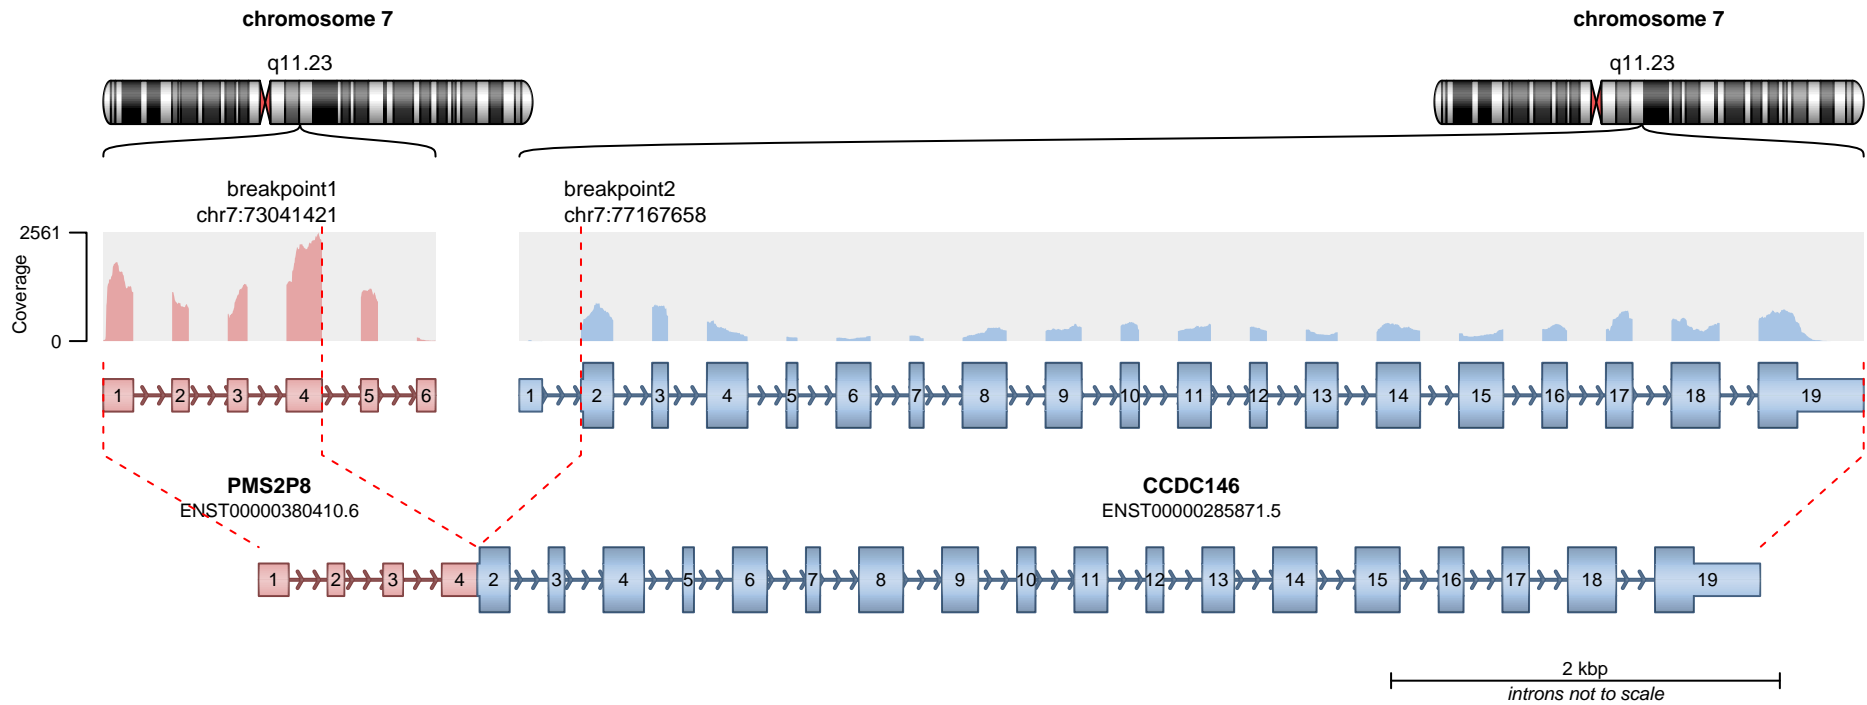 chromosome 7
chromosome 7
q11.23
q11.23
breakpoint1
chr7:73041421
breakpoint2
chr7:77167658
2561
Coverage
0
1 2 3 4 5 6
1 2 3 4 5 6 7 8 9 10 11 12 13 14 15 16 17 18 19
PMS2P8
ENST00000380410.6
CCDC146
ENST00000285871.5
1 2 3 4 2 3 4 5 6 7 8 9 10 11 12 13 14 15 16 17 18 19
2 kbp
introns not to scale